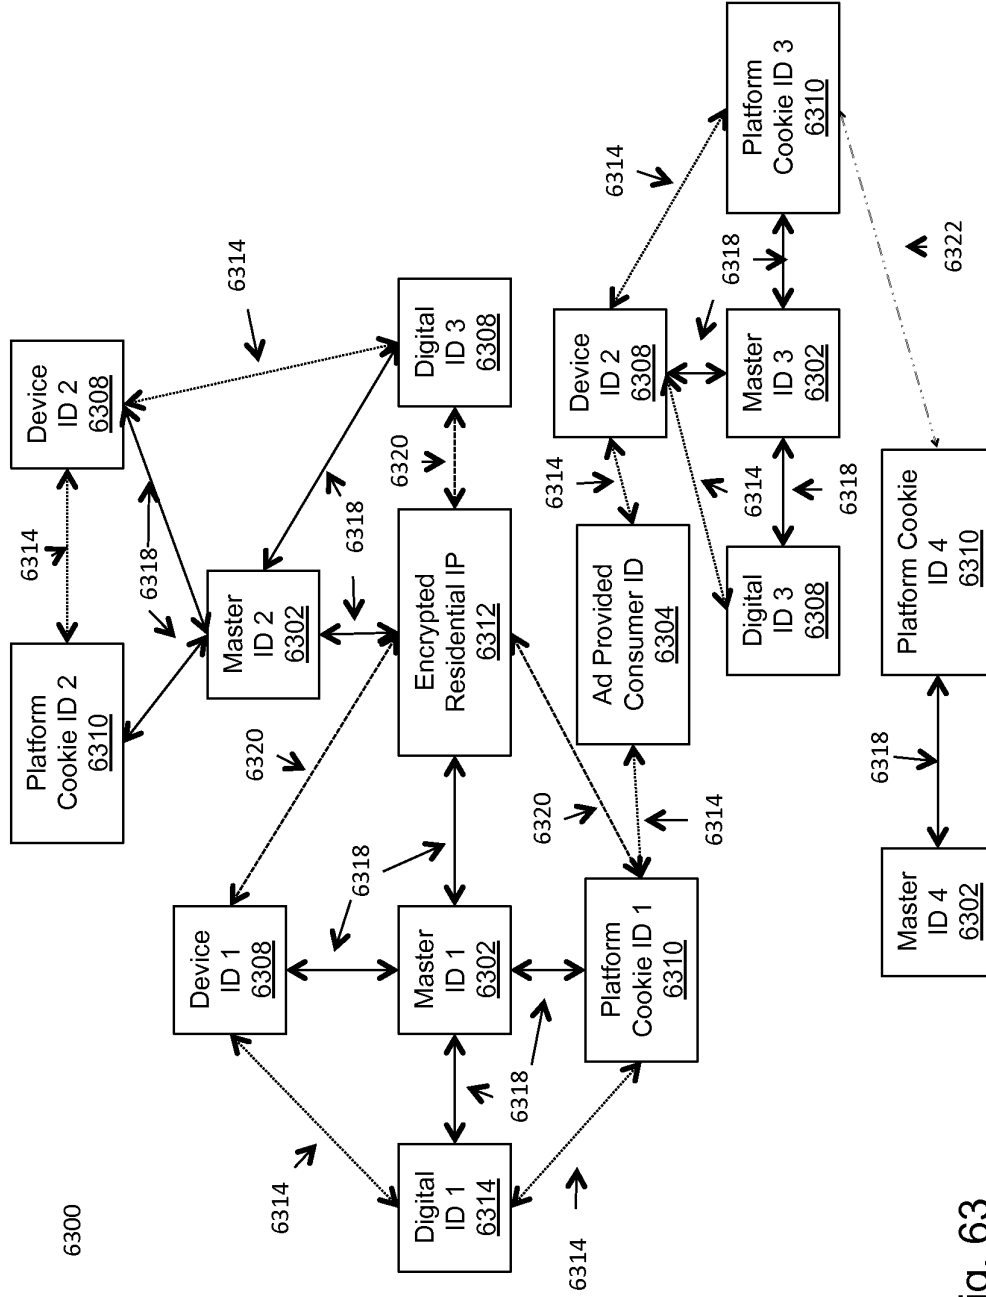 Platform
Cookie ID 2
6310
6314
Device
ID 2
6308
6300
6318
Device
ID 1
6308
Master
ID 2
6302
6314
6320
6314
6318
6318
Digital
ID 1
6314
Master
ID 1
6302
Encrypted
Residential IP
6312
6320
Digital
ID 3
6308
6318
6320
6314
6314
Platform
Cookie ID 1
6310
Ad Provided
Consumer ID
6304
Device
ID 2
6308
6314
6314
6318
6314
Digital
ID 3
6308
Master
ID 3
6302
Platform
Cookie ID 3
6310
6318
6318
Master
ID 4
6302
Platform Cookie
ID 4
6310
6322
ig. 63